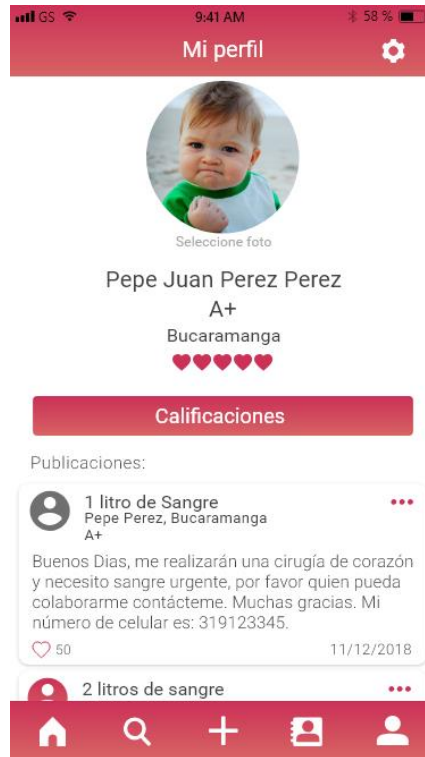 GS 9:41 AM 58 %
Mi perfil
Seleccione foto
Pepe Juan Perez Perez
A+
Bucaramanga
Calificaciones
Publicaciones:
1 litro de Sangre
Pepe Perez, Bucaramanga
A+
Buenos Dias, me realizarán una cirugía de corazón
y necesito sangre urgente, por favor quien pueda
colaborarme contácteme. Muchas gracias. Mi
número de celular es: 319123345.
50 11/12/2018
2 litros de sangre